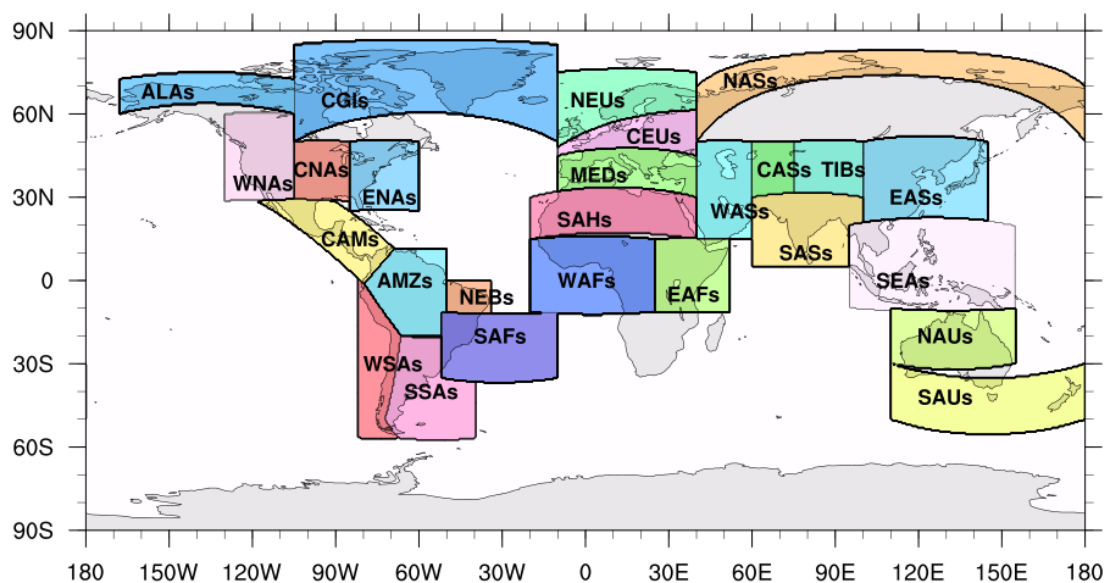 90N
60N
30N
0
30S
60S
90S
ALAs
CGIs
NEUs
NASs
CEUs
WNAs
CNAs
ENAs
MEDs
CASs
TIBs
EASs
SAHs
WASs
CAMs
SASs
AMZs
NEBs
WAFs
EAFs
SEAs
WSAs
SAFs
NAUs
SSAs
SAUs
180 150W 120W 90W 60W 30W 0 30E 60E 90E 120E 150E 180